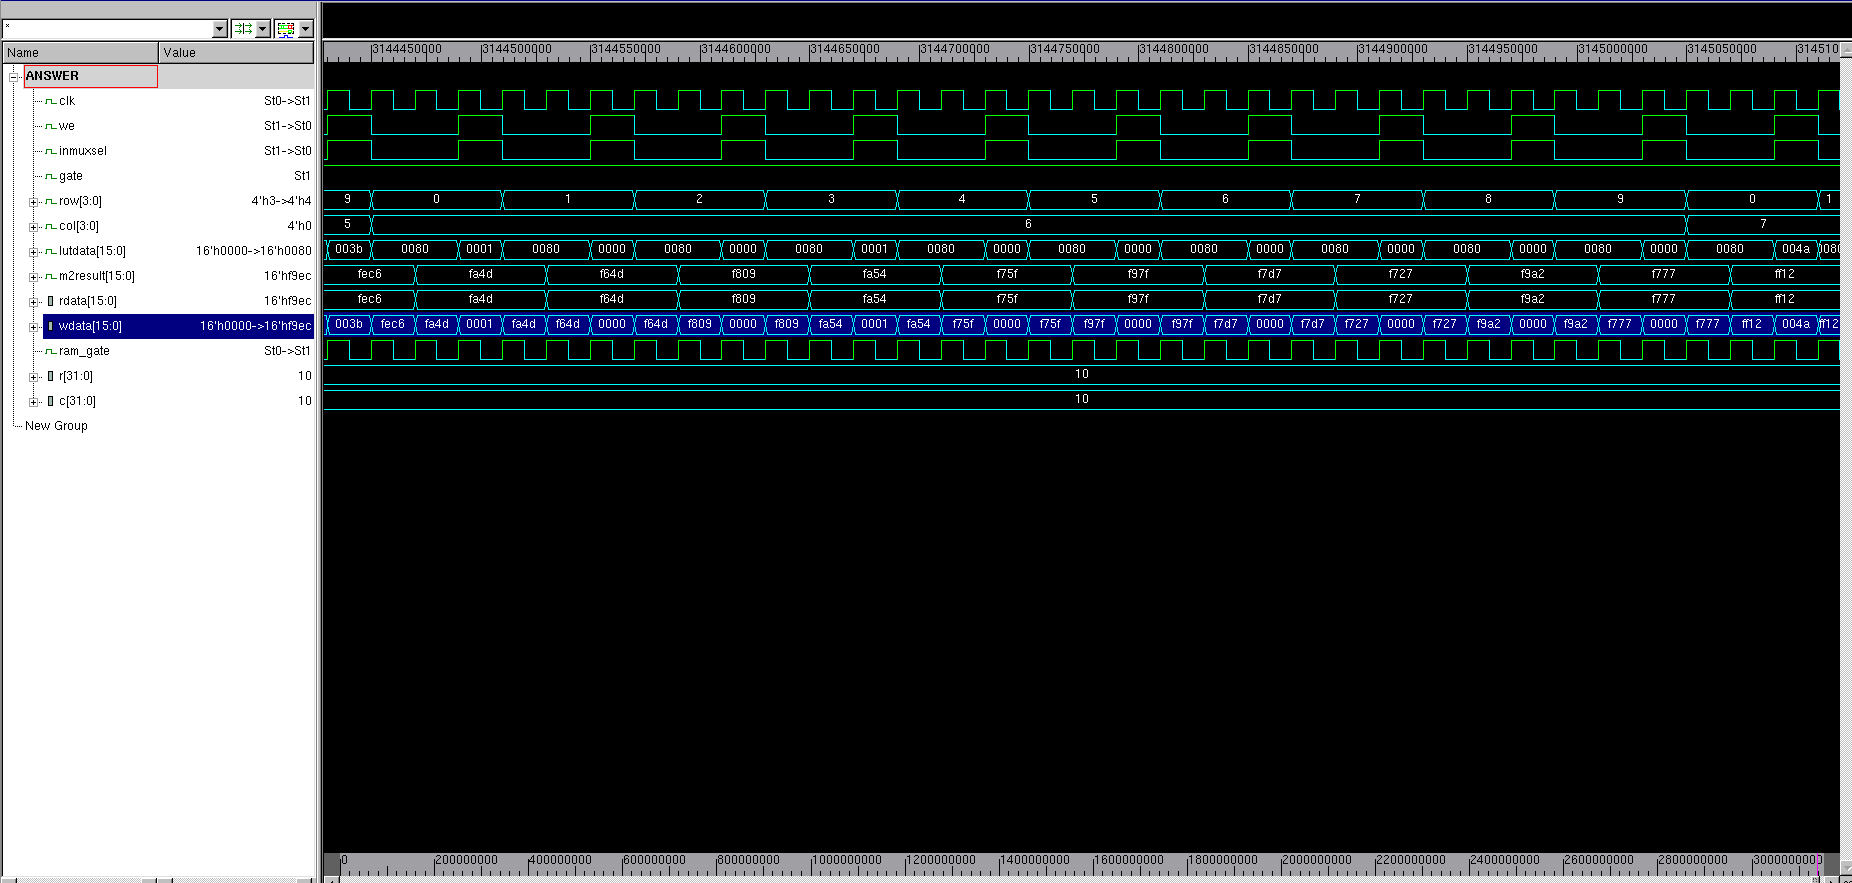 *
Name Value
3144450000 3144500000 3144550000 3144600000 3144650000 3144700000 3144750000 3144800000 3144850000 3144900000 3144950000 3145000000 3145050000 314510
ANSWER
clk St0->St1
we St1->St0
inmuxsel St1->St0
gate St1
row[3:0] 4'h3->4'h4 9 0 1 2 3 4 5 6 7 8 9 0 1
col[3:0] 4'h0 5 6 7
lutdata[15:0] 16'h0000->16'h0080 003b 0080 0001 0080 0000 0080 0000 0080 0001 0080 0000 0080 0000 0080 0000 0080 0000 0080 0000 0080 0000 0080 004a 008
m2result[15:0] 16'hf9ec fec6 fa4d f64d f809 fa54 f75f f97f f7d7 f727 f9a2 f777 ff12
rdata[15:0] 16'hf9ec fec6 fa4d f64d f809 fa54 f75f f97f f7d7 f727 f9a2 f777 ff12
wdata[15:0] 16'h0000->16'hf9ec 003b fec6 fa4d 0001 fa4d f64d 0000 f64d f809 0000 f809 fa54 0001 fa54 f75f 0000 f75f f97f 0000 f97f f7d7 0000 f7d7 f727 0000 f727 f9a2 0000 f9a2 f777 0000 f777 ff12 004a ff12
ram_gate St0->St1
r[31:0] 10 10
c[31:0] 10 10
New Group
0 200000000 400000000 600000000 800000000 1000000000 1200000000 1400000000 1600000000 1800000000 2000000000 2200000000 2400000000 2600000000 2800000000 3000000000